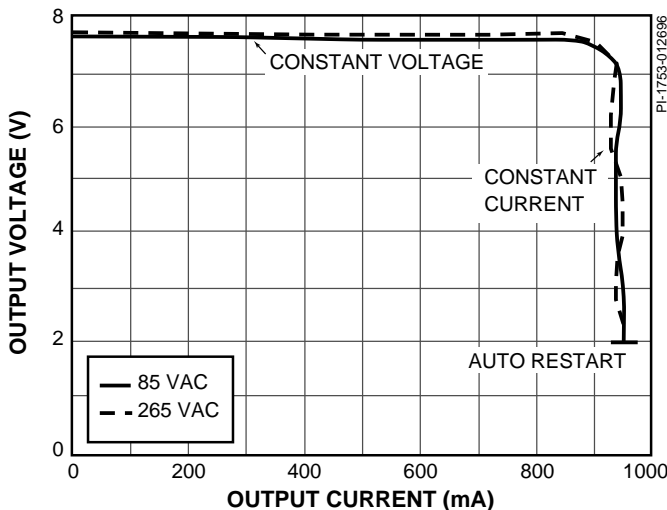 8
6
4
2
0
OUTPUT VOLTAGE (V)
CONSTANT VOLTAGE
CONSTANT
CURRENT
AUTO RESTART
85 VAC
265 VAC
0
200
400
600
800
1000
OUTPUT CURRENT (mA)
PI-1753-012696